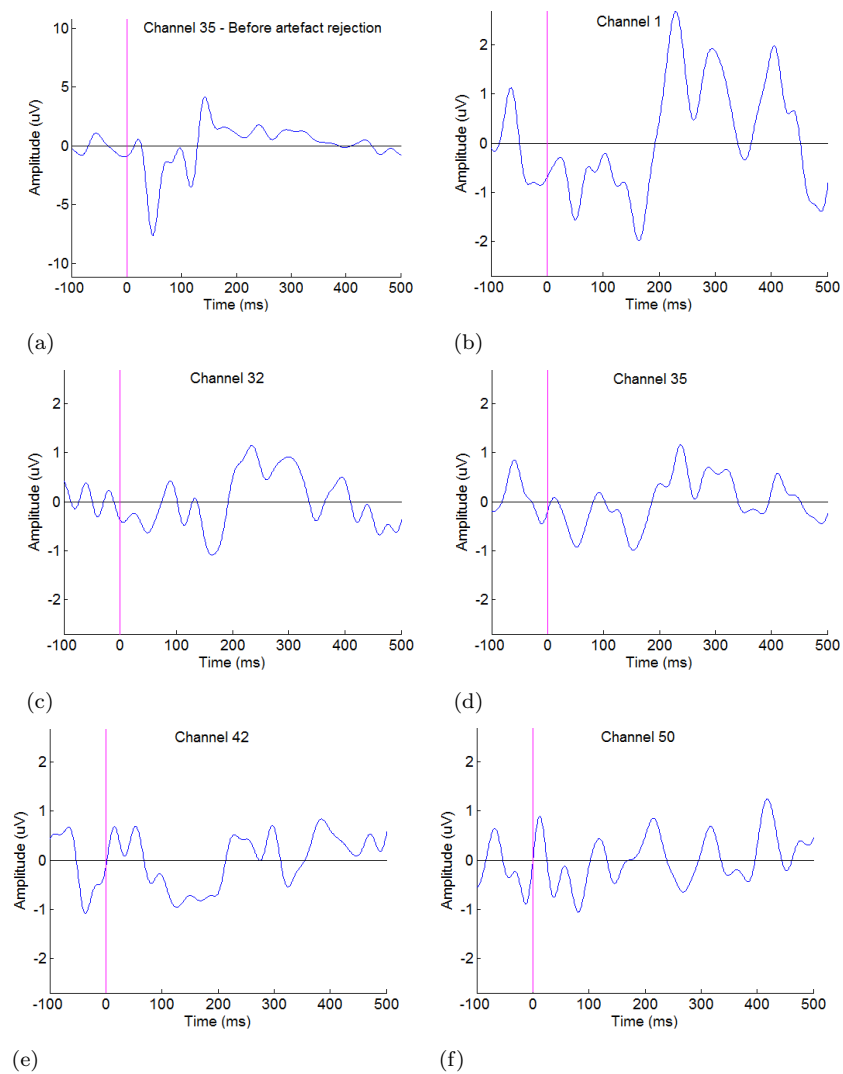 Channel 35 - Before artefact rejection
10
5
0
-5
-10
Amplitude (uV)
-100 0 100 200 300 400 500
Time (ms)
(a)
Channel 1
2
1
0
-1
-2
Amplitude (uV)
-100 0 100 200 300 400 500
Time (ms)
(b)
Channel 32
2
1
0
-1
-2
Amplitude (uV)
-100 0 100 200 300 400 500
Time (ms)
(c)
Channel 35
2
1
0
-1
-2
Amplitude (uV)
-100 0 100 200 300 400 500
Time (ms)
(d)
Channel 42
2
1
0
-1
-2
Amplitude (uV)
-100 0 100 200 300 400 500
Time (ms)
(e)
Channel 50
2
1
0
-1
-2
Amplitude (uV)
-100 0 100 200 300 400 500
Time (ms)
(f)